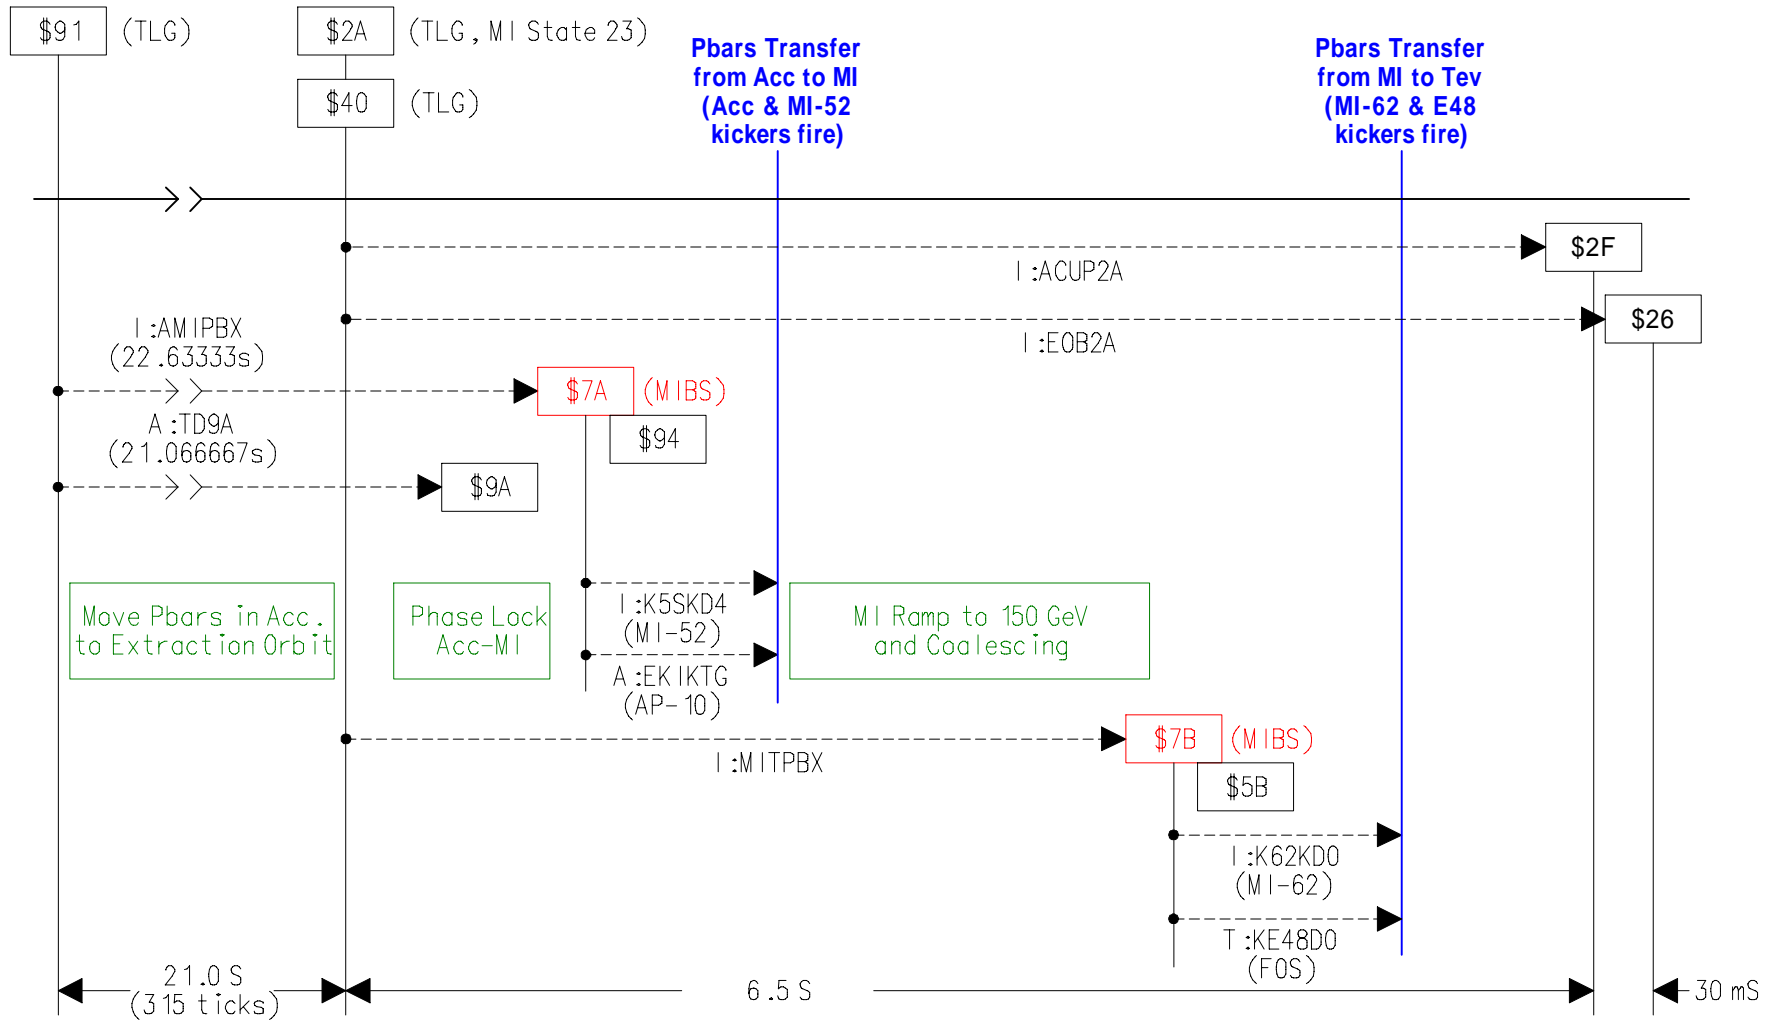 $91 (TLG)
$2A (TLG, MI State 23)
$40 (TLG)
Pbars Transfer
from Acc to MI
(Acc & MI-52
kickers fire)
Pbars Transfer
from MI to Tev
(MI-62 & E48
kickers fire)
$2F
I:ACUP2A
$26
I:EOB2A
I:AMIPBX
(22.63333s)
$7A (MIBS)
$94
A:TD9A
(21.066667s)
$9A
Move Pbars in Acc.
to Extraction Orbit
Phase Lock
Acc-MI
I:K5SKD4
(MI-52)
A:EKIKTG
(AP-10)
MI Ramp to 150 GeV
and Coalescing
$7B (MIBS)
I:MITPBX
$5B
I:K62KD0
(MI-62)
T:KE48D0
(F0S)
21.0 S
(315 ticks)
6.5 S
30 mS